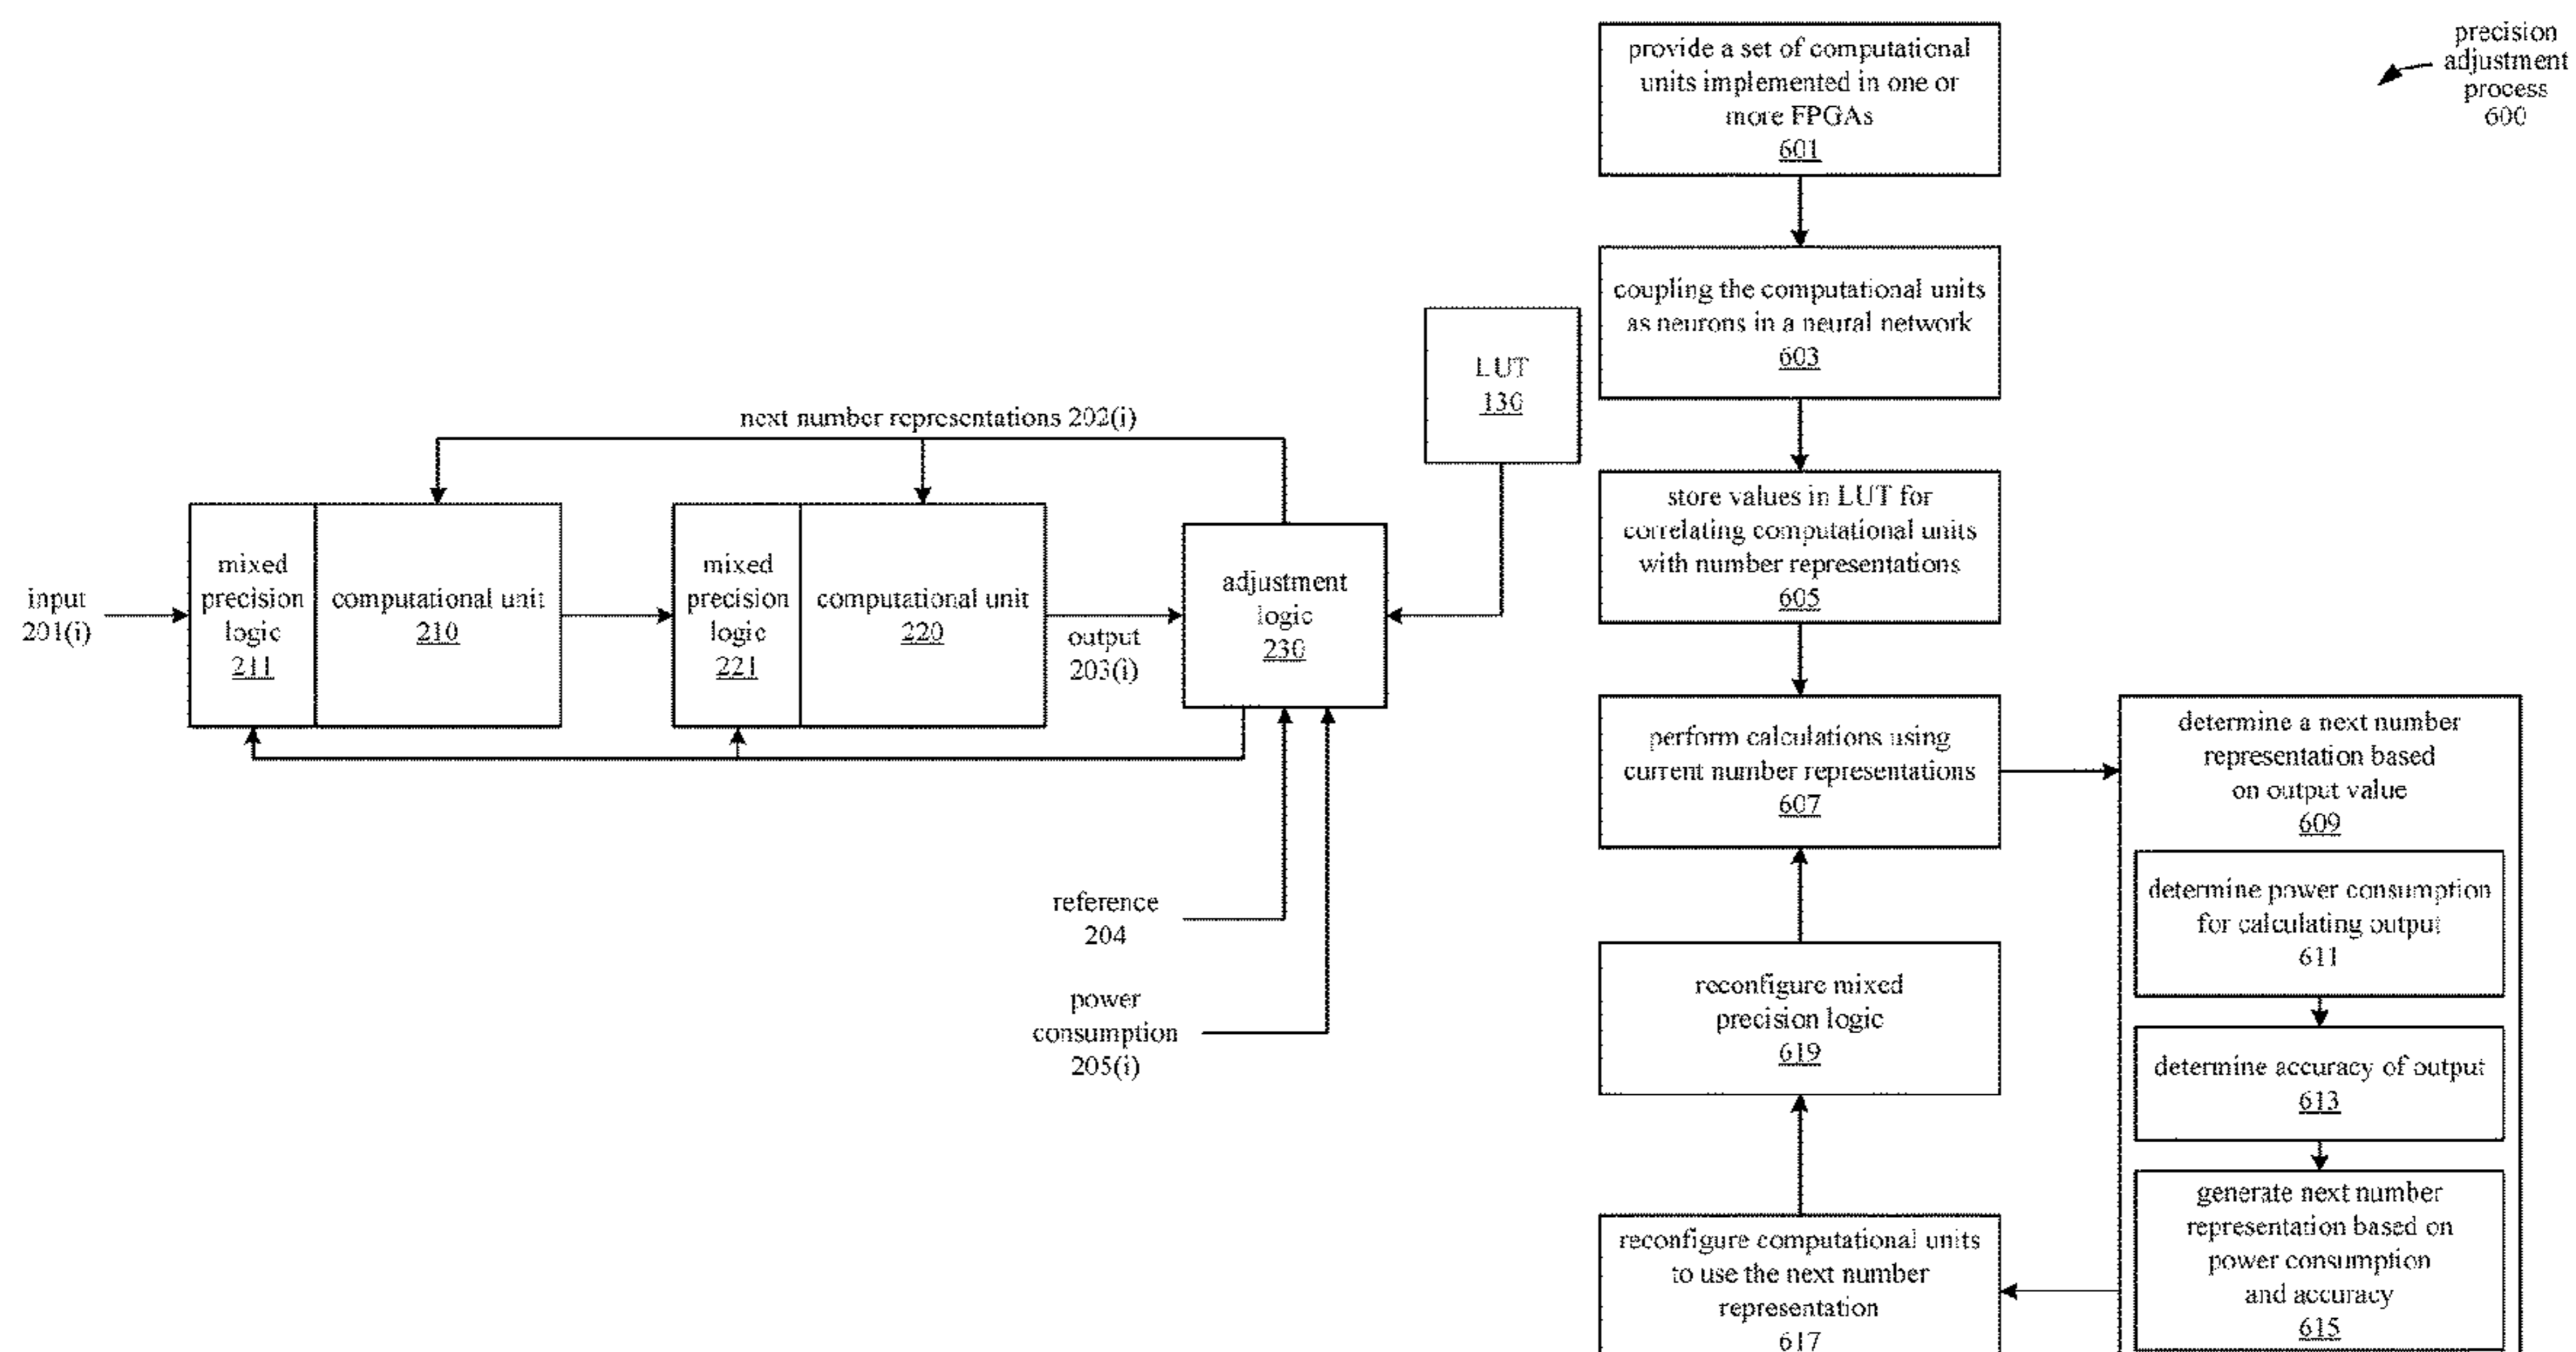 input
201(i)
mixed
precision
logic
211
computational unit
210
next number representations 202(i)
mixed
precision
logic
221
computational unit
220
output
203(i)
adjustment
logic
230
LUT
130
reference
204
power
consumption
205(i)
precision
adjustment
process
600
provide a set of computational
units implemented in one or
more FPGAs
601
coupling the computational units
as neurons in a neural network
603
store values in LUT for
correlating computational units
with number representations
605
perform calculations using
current number representations
607
determine a next number
representation based
on output value
609
determine power consumption
for calculating output
611
determine accuracy of output
613
generate next number
representation based on
power consumption
and accuracy
615
reconfigure computational units
to use the next number
representation
617
reconfigure mixed
precision logic
619